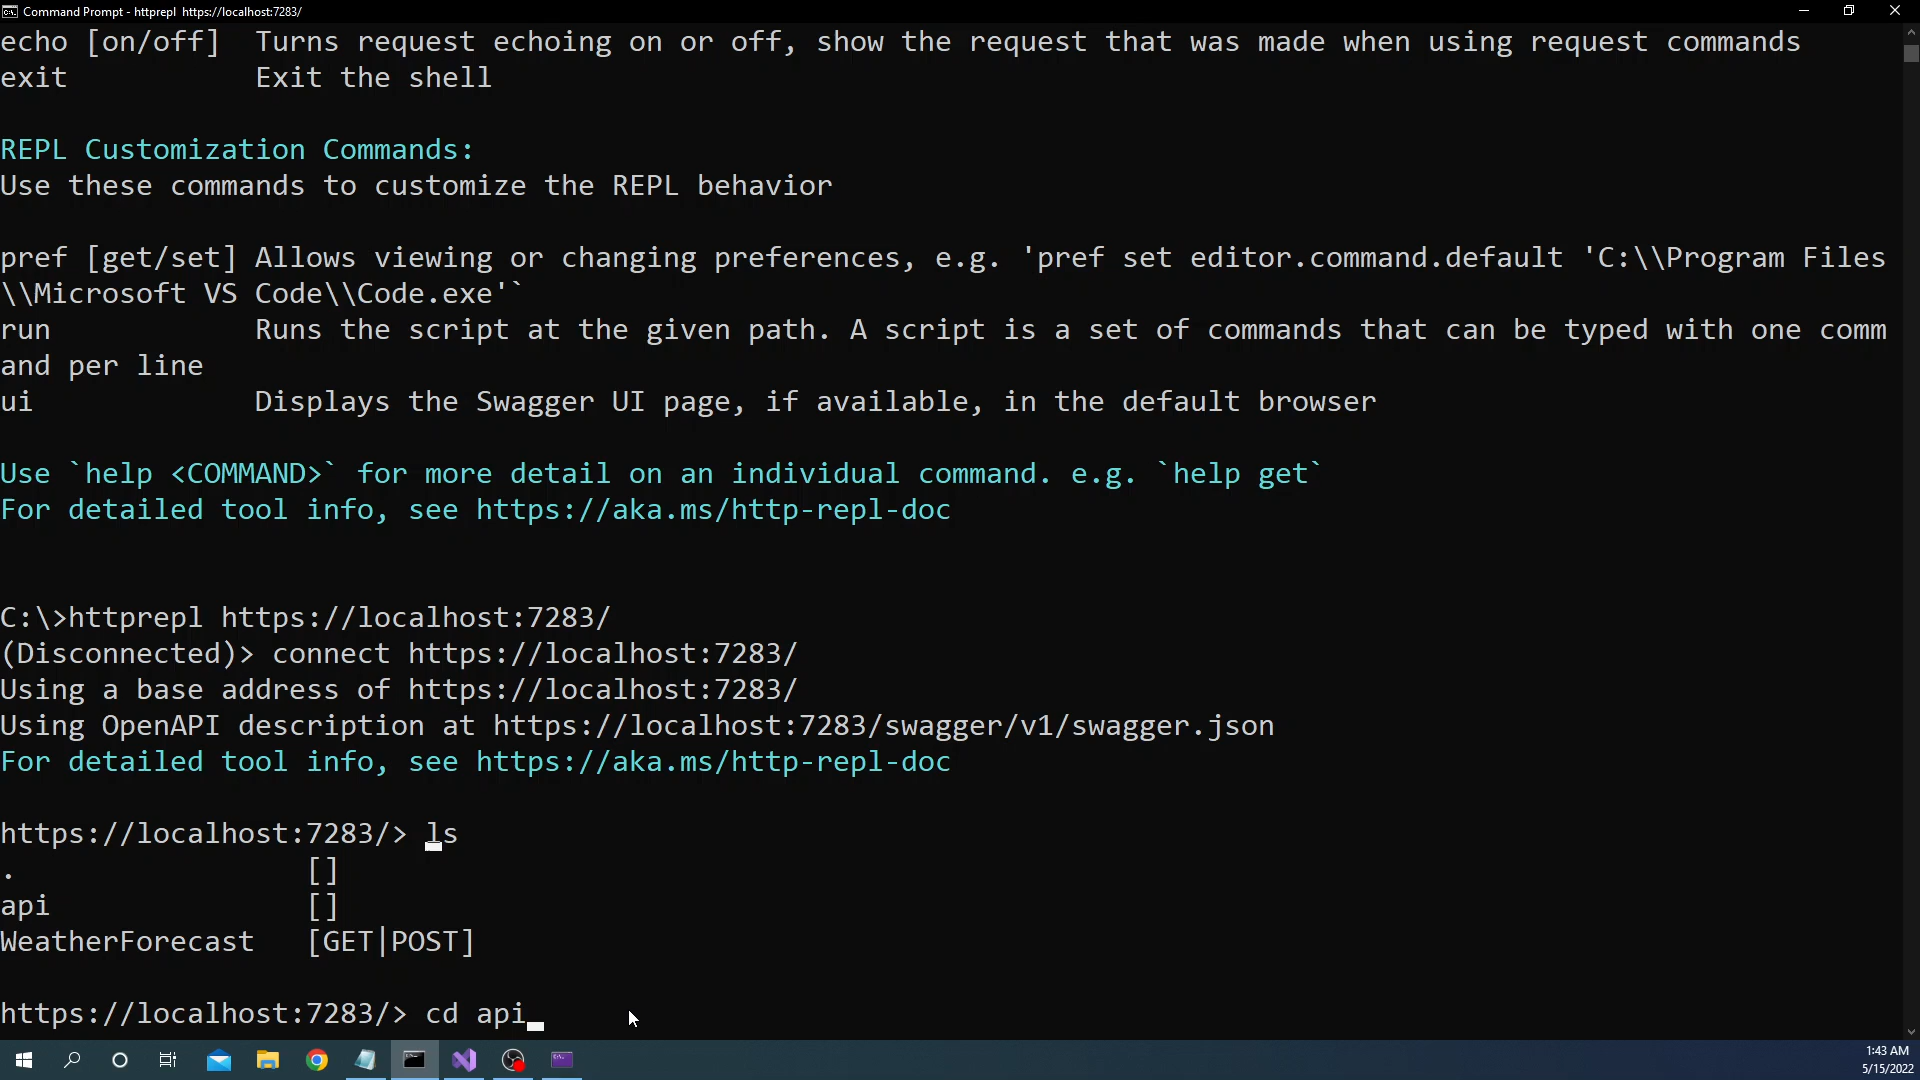 Command Prompt - httprepl https://localhost:7283/
echo [on/off]  Turns request echoing on or off, show the request that was made when using request commands
exit           Exit the shell
REPL Customization Commands:
Use these commands to customize the REPL behavior
pref [get/set] Allows viewing or changing preferences, e.g. 'pref set editor.command.default 'C:\\Program Files
\\Microsoft VS Code\\Code.exe'`
run            Runs the script at the given path. A script is a set of commands that can be typed with one comm
and per line
ui             Displays the Swagger UI page, if available, in the default browser
Use `help <COMMAND>` for more detail on an individual command. e.g. `help get`
For detailed tool info, see https://aka.ms/http-repl-doc
C:\>httprepl https://localhost:7283/
(Disconnected)> connect https://localhost:7283/
Using a base address of https://localhost:7283/
Using OpenAPI description at https://localhost:7283/swagger/v1/swagger.json
For detailed tool info, see https://aka.ms/http-repl-doc
https://localhost:7283/> ls
.                 []
api               []
WeatherForecast   [GET|POST]
https://localhost:7283/> cd api
1:43 AM
5/15/2022